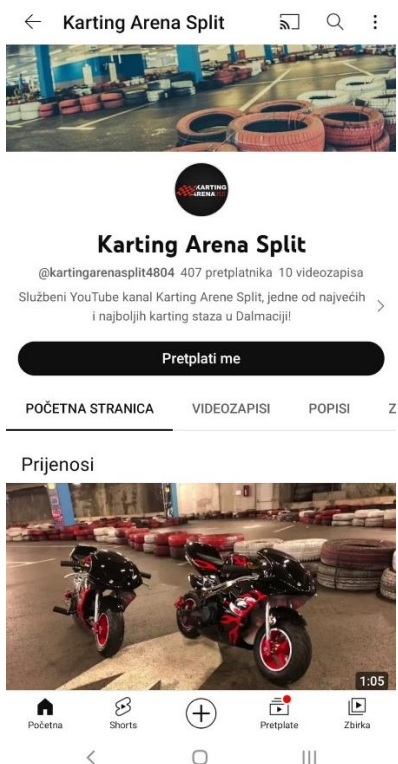 Karting Arena Split
KARTING
ARENA
Karting Arena Split
@kartingarenasplit4804 407 pretplatnika 10 videozapisa
Službeni YouTube kanal Karting Arene Split, jedne od najvećih
i najboljih karting staza u Dalmaciji!
Pretplati me
POČETNA STRANICA VIDEOZAPISI POPISI Z
Prijenosi
1:05
Početna Shorts Pretplate Zbirka